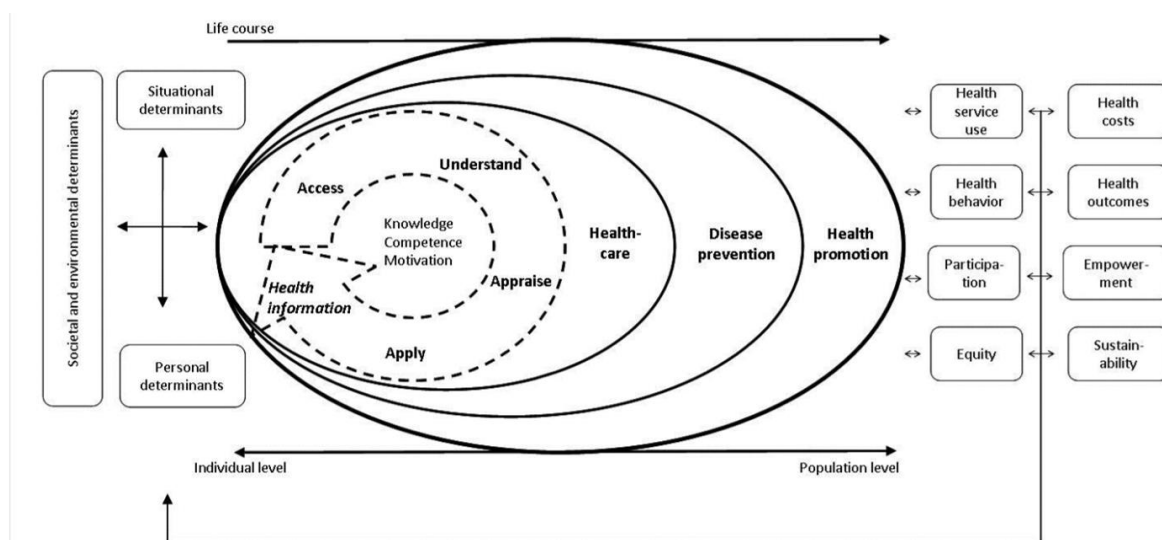 Life course
Societal and environmental determinants
Situational
determinants
Personal
determinants
Access
Understand
Knowledge
Competence
Motivation
Health
information
Appraise
Apply
Health-
care
Disease
prevention
Health
promotion
Individual level
Population level
Health
service
use
Health
costs
Health
behavior
Health
outcomes
Participa-
tion
Empower-
ment
Equity
Sustain-
ability